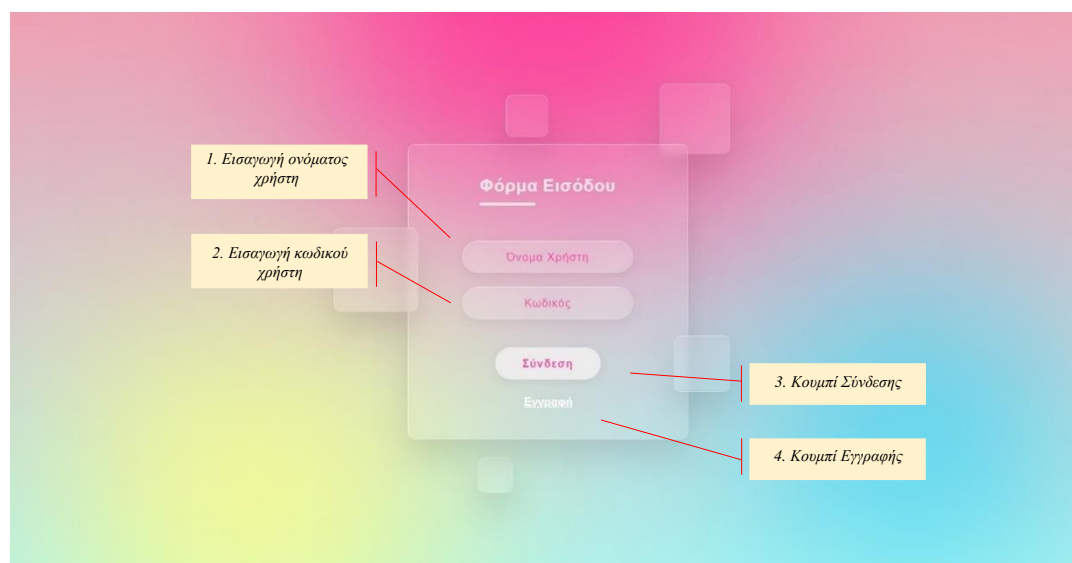 1. Εισαγωγή ονόματος
χρήστη
Φόρμα Εισόδου
2. Εισαγωγή κωδικού
χρήστη
Όνομα Χρήστη
Κωδικός
Σύνδεση
3. Κουμπί Σύνδεσης
Εγγραφή
4. Κουμπί Εγγραφής